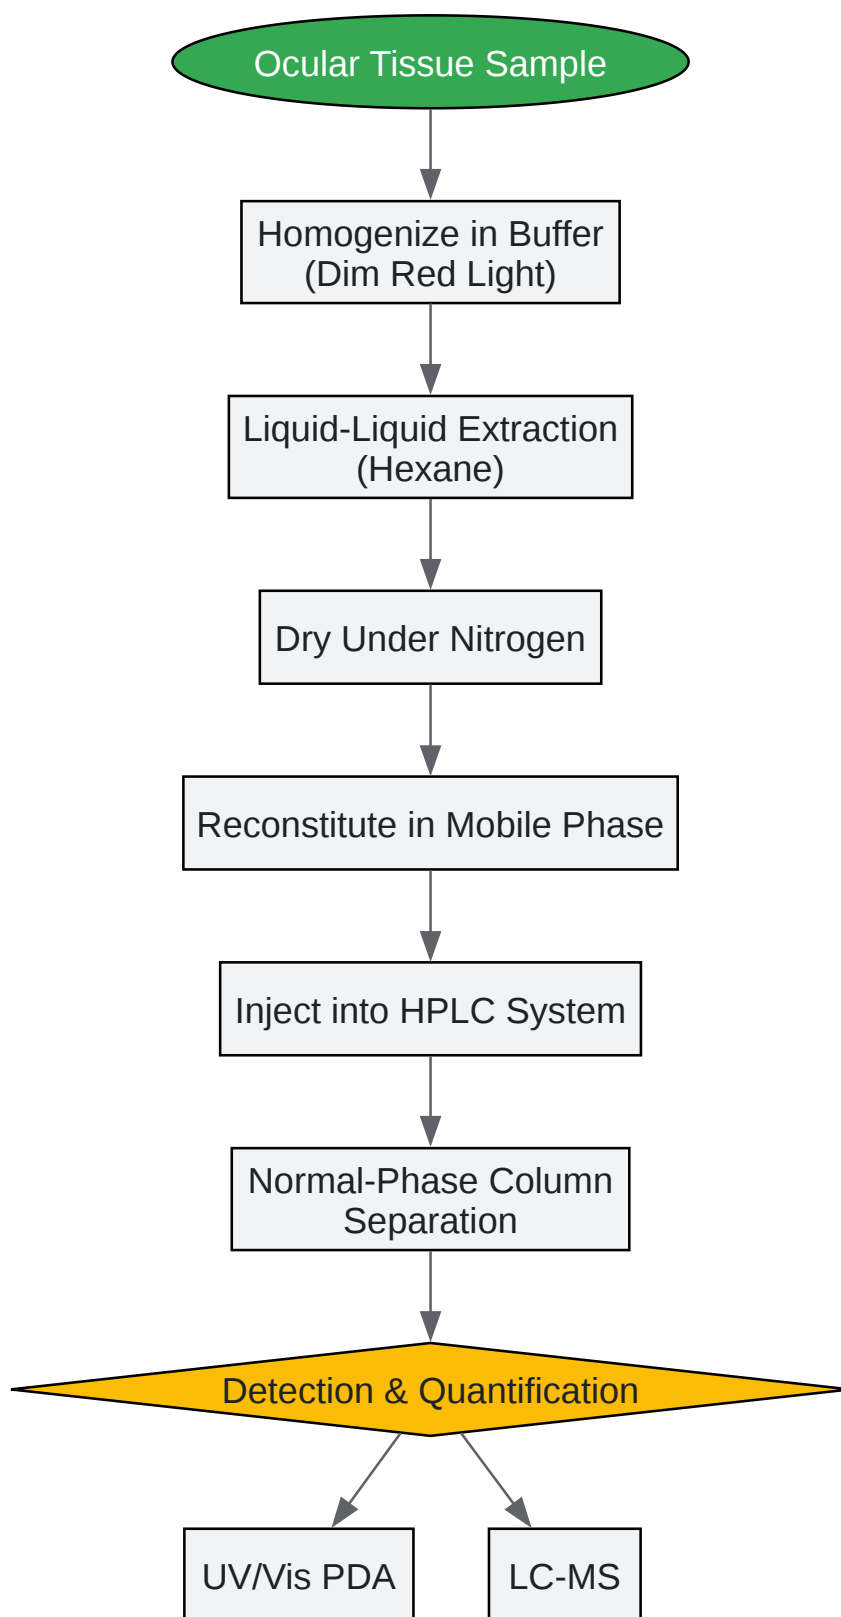 Ocular Tissue Sample
Homogenize in Buffer
(Dim Red Light)
Liquid-Liquid Extraction
(Hexane)
Dry Under Nitrogen
Reconstitute in Mobile Phase
Inject into HPLC System
Normal-Phase Column
Separation
Detection & Quantification
UV/Vis PDA
LC-MS